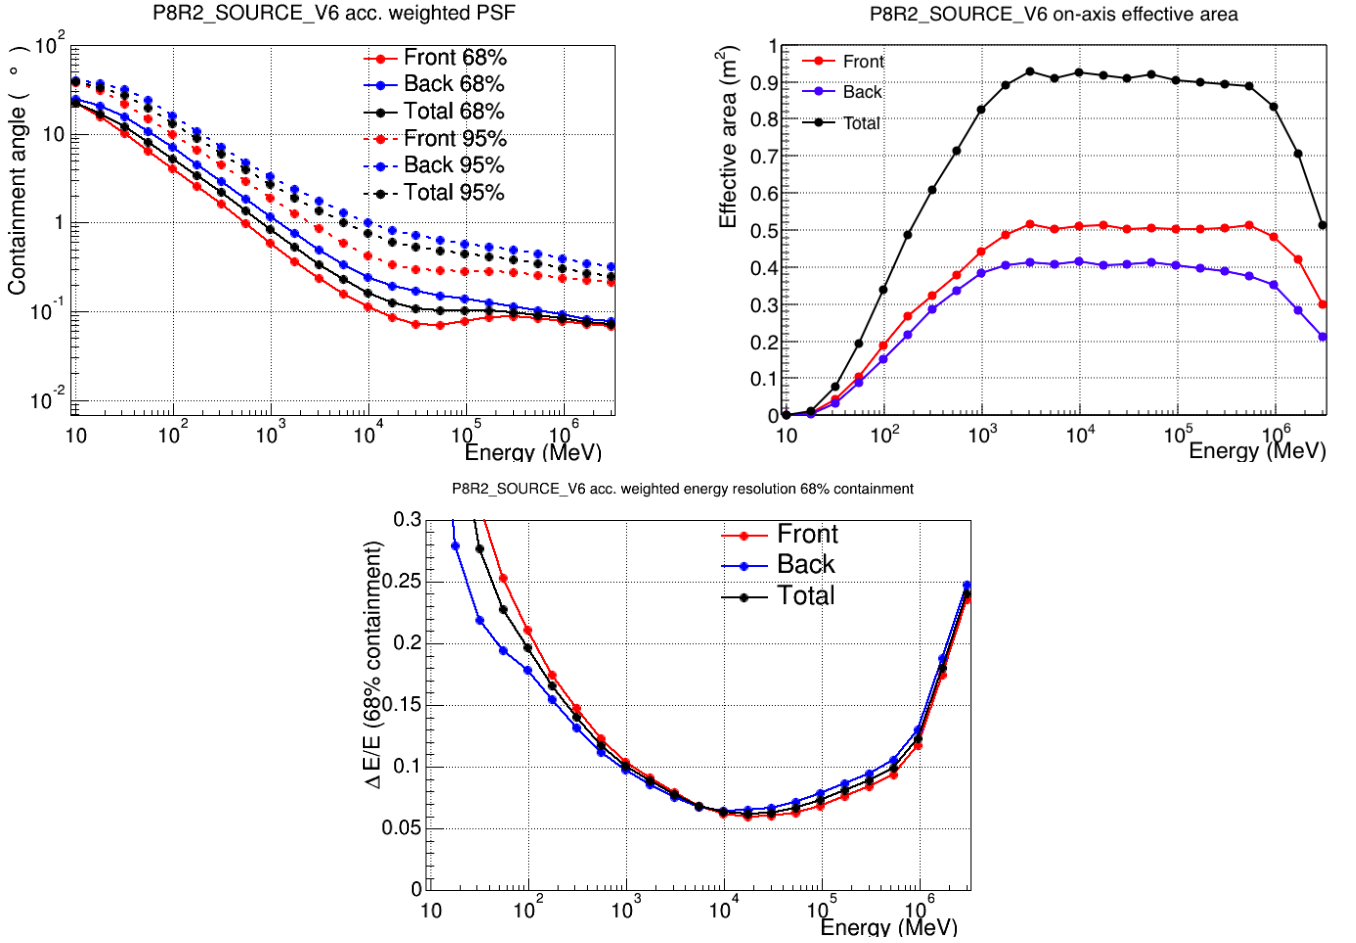 P8R2_SOURCE_V6 acc. weighted PSF
Containment angle ( ° )
10^2
10
1
10^-1
10^-2
Front 68%
Back 68%
Total 68%
Front 95%
Back 95%
Total 95%
10 10^2 10^3 10^4 10^5 10^6
Energy (MeV)
P8R2_SOURCE_V6 on-axis effective area
Effective area (m^2)
1
0.9
0.8
0.7
0.6
0.5
0.4
0.3
0.2
0.1
0
Front
Back
Total
10 10^2 10^3 10^4 10^5 10^6
Energy (MeV)
P8R2_SOURCE_V6 acc. weighted energy resolution 68% containment
Δ E/E (68% containment)
0.3
0.25
0.2
0.15
0.1
0.05
0
Front
Back
Total
10 10^2 10^3 10^4 10^5 10^6
Energy (MeV)